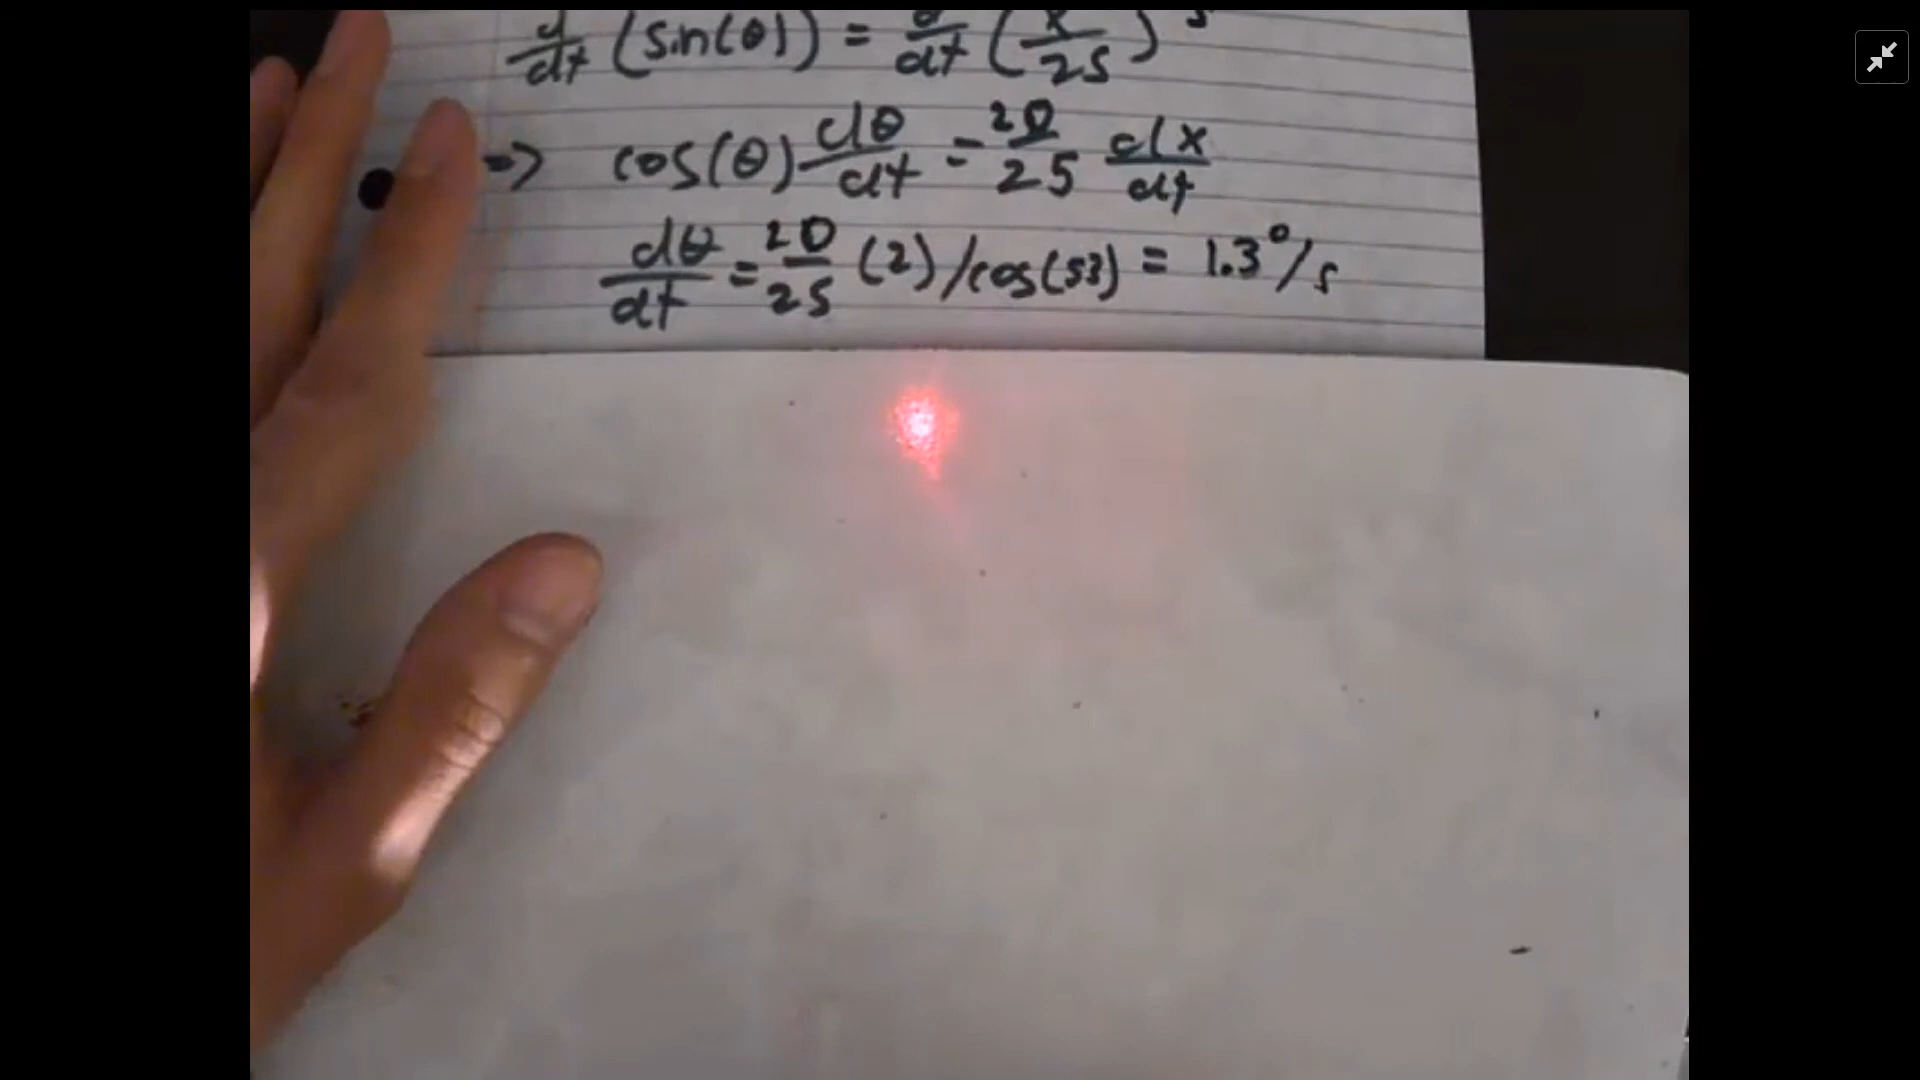 d/dt (sin(θ)) = d/dt (x/25)
=> cos(θ) dθ/dt = 20/25 dx/dt
dθ/dt = 20/25 (2)/cos(53) = 1.3°/s